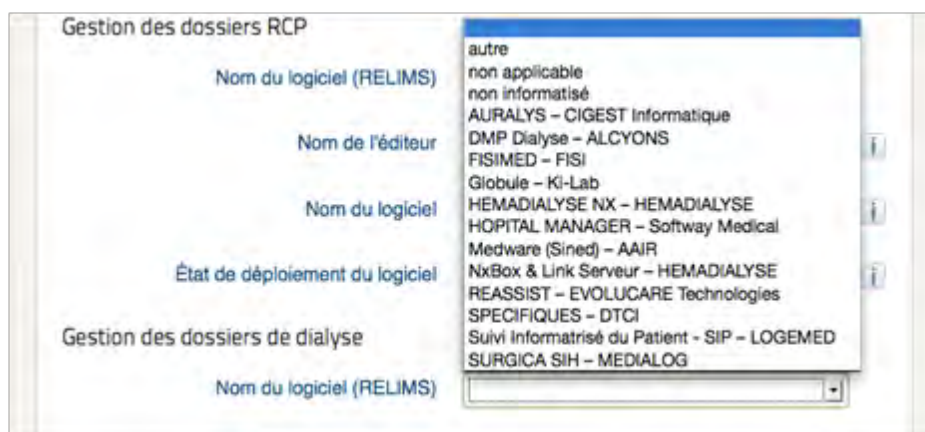 Gestion des dossiers RCP
Nom du logiciel (RELIMS)
Nom de l'éditeur
Nom du logiciel
État de déploiement du logiciel
Gestion des dossiers de dialyse
Nom du logiciel (RELIMS)
autre
non applicable
non informatisé
AURALYS – CIGEST Informatique
DMP Dialyse – ALCYONS
FISIMED – FISI
Globule – Ki-Lab
HEMADIALYSE NX – HEMADIALYSE
HOPITAL MANAGER – Softway Medical
Medware (Sined) – AAIR
NxBox & Link Serveur – HEMADIALYSE
REASSIST – EVOLUCARE Technologies
SPECIFIQUES – DTCI
Suivi Informatrisé du Patient - SIP – LOGEMED
SURGICA SIH – MEDIALOG
i
i
i